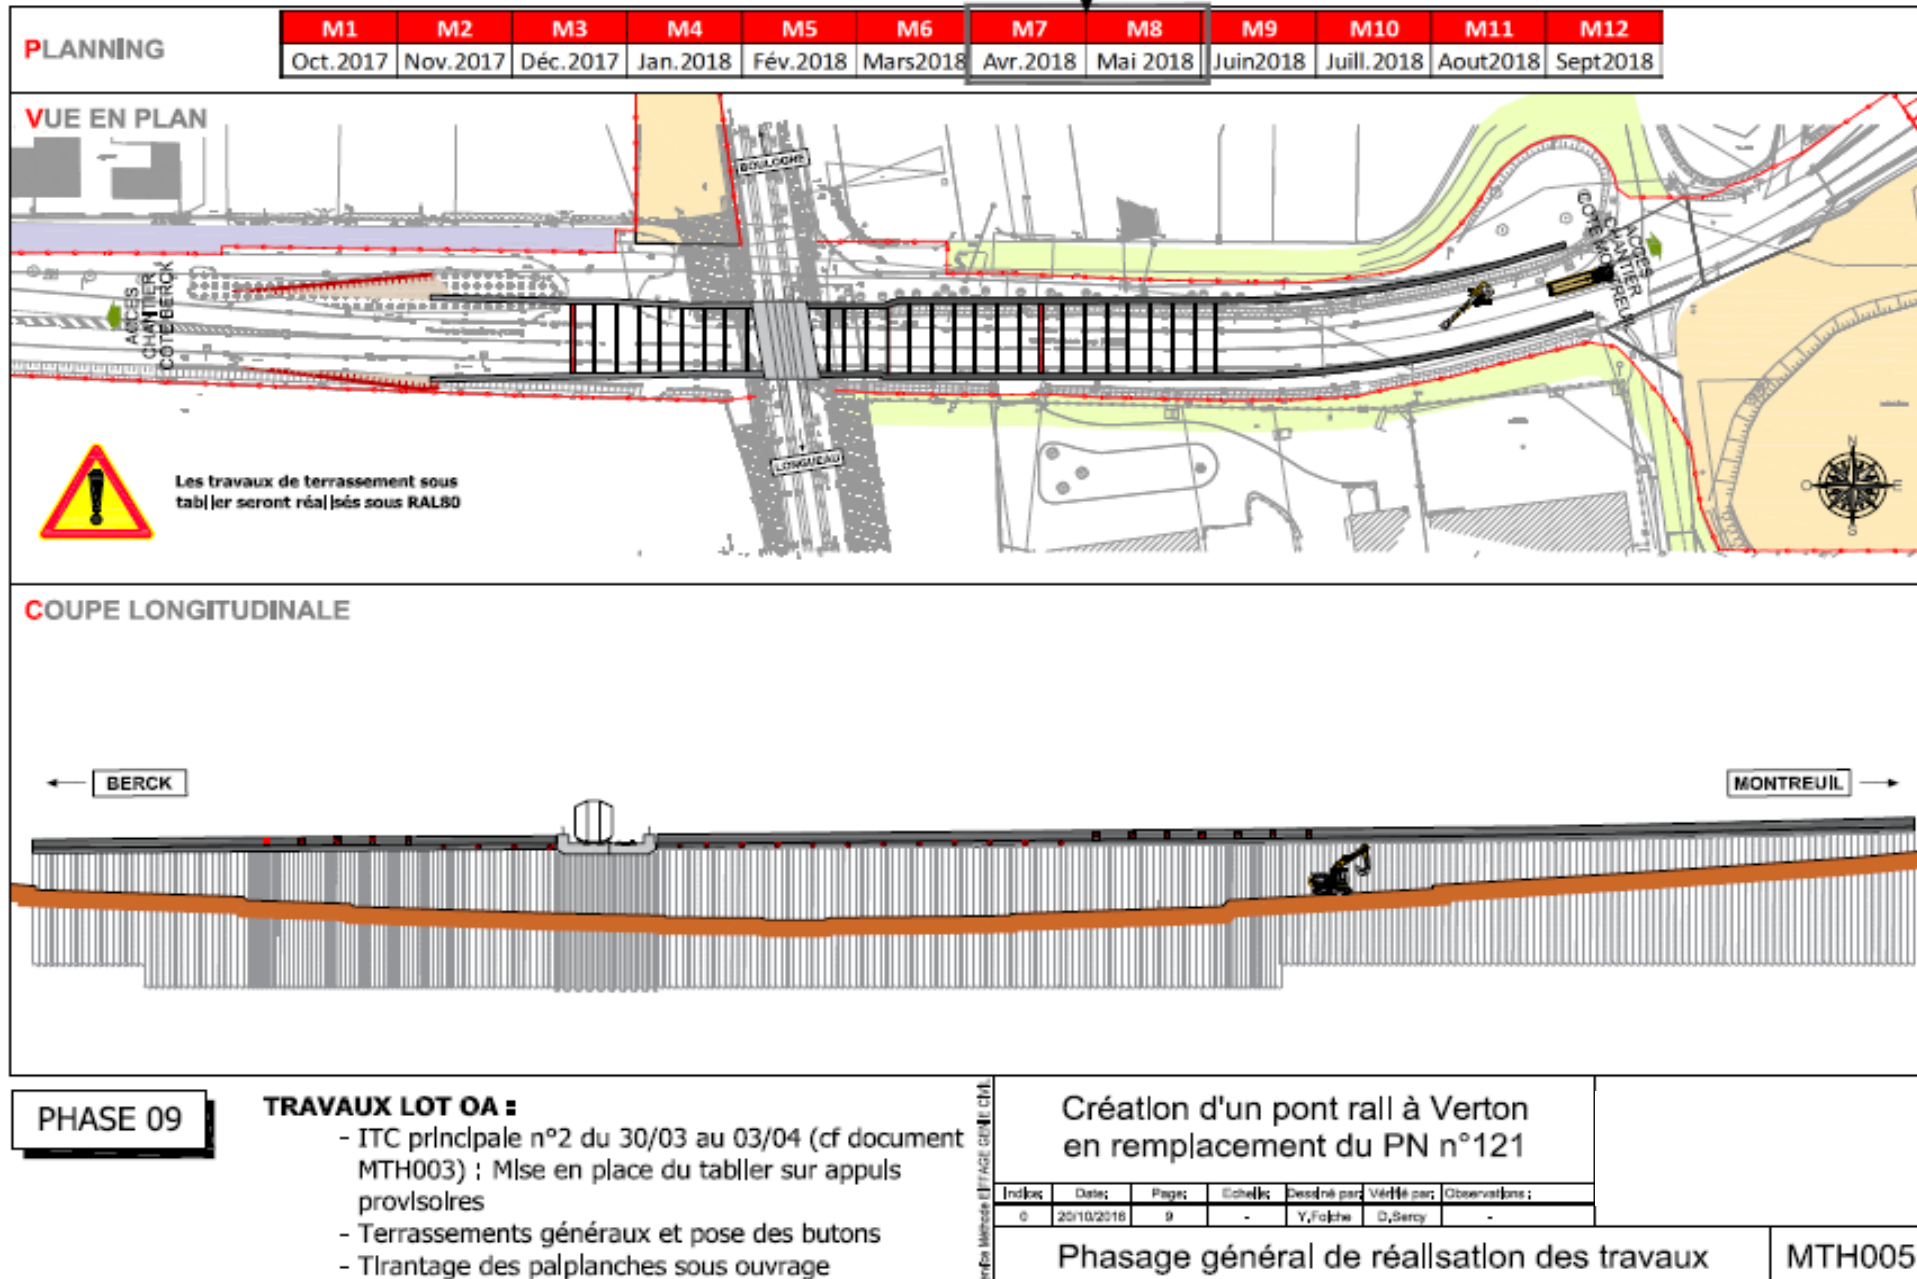 PLANNING
M1 M2 M3 M4 M5 M6 M7 M8 M9 M10 M11 M12
Oct.2017 Nov.2017 Déc.2017 Jan.2018 Fév.2018 Mars2018 Avr.2018 Mai 2018 Juin2018 Juill.2018 Aout2018 Sept2018
VUE EN PLAN
BOULOGNE
ACCES
CHANTIER
COTE BERCK
ACCES
CHANTIER
COTE MONTREUIL
LONGUEAU
N
O E
S
Les travaux de terrassement sous
tablier seront réalisés sous RAL80
COUPE LONGITUDINALE
BERCK
MONTREUIL
PHASE 09
TRAVAUX LOT OA :
- ITC principale n°2 du 30/03 au 03/04 (cf document
MTH003) : Mise en place du tablier sur appuis
provisoires
- Terrassements généraux et pose des butons
- Tirantage des palplanches sous ouvrage
Méthode EIFFAGE GENIE CIVIL
Création d'un pont rail à Verton
en remplacement du PN n°121
Indice: Date: Page: Echelle: Dessiné par: Vérifié par: Observations :
0 20/10/2016 9 - Y.Folche D.Sercy -
Phasage général de réalisation des travaux
MTH005